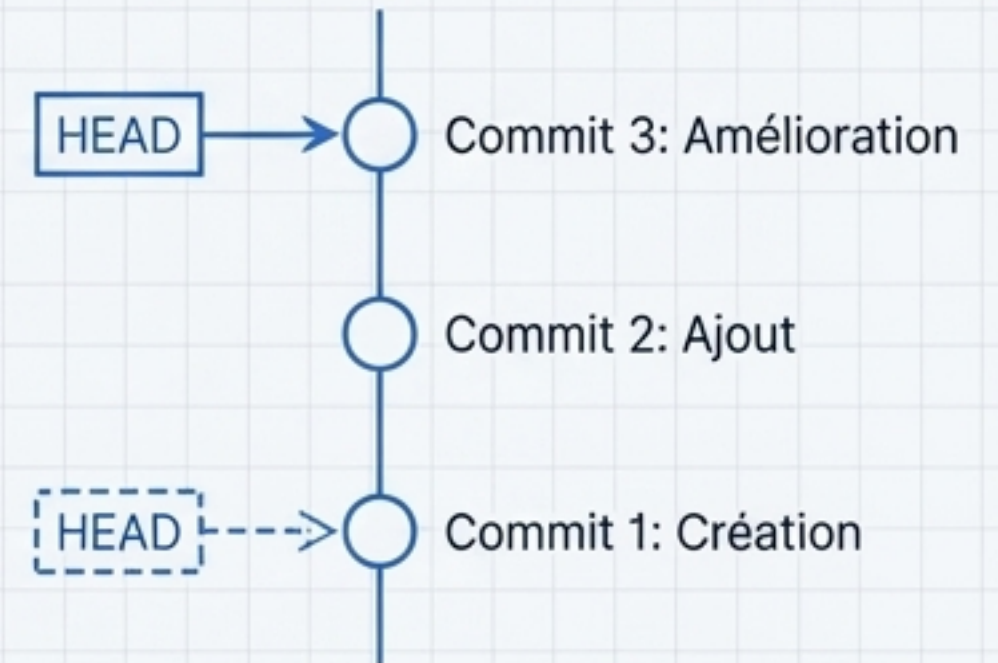 HEAD Commit 3: Amélioration
Commit 2: Ajout
HEAD Commit 1: Création